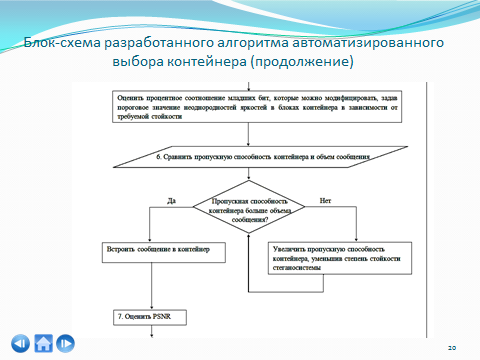 Блок-схема разработанного алгоритма автоматизированного
выбора контейнера (продолжение)
Оценить процентное соотношение младших бит, которые можно модифицировать, задав
пороговое значение неоднородностей яркостей в блоках контейнера в зависимости от
требуемой стойкости
6. Сравнить пропускную способность контейнера и объем сообщения
Да
Пропускная способность
контейнера больше объема
сообщения?
Нет
Встроить сообщение в контейнер
Увеличить пропускную способность
контейнера, уменьшив степень стойкости
стегосистемы
7. Оценить PSNR
20